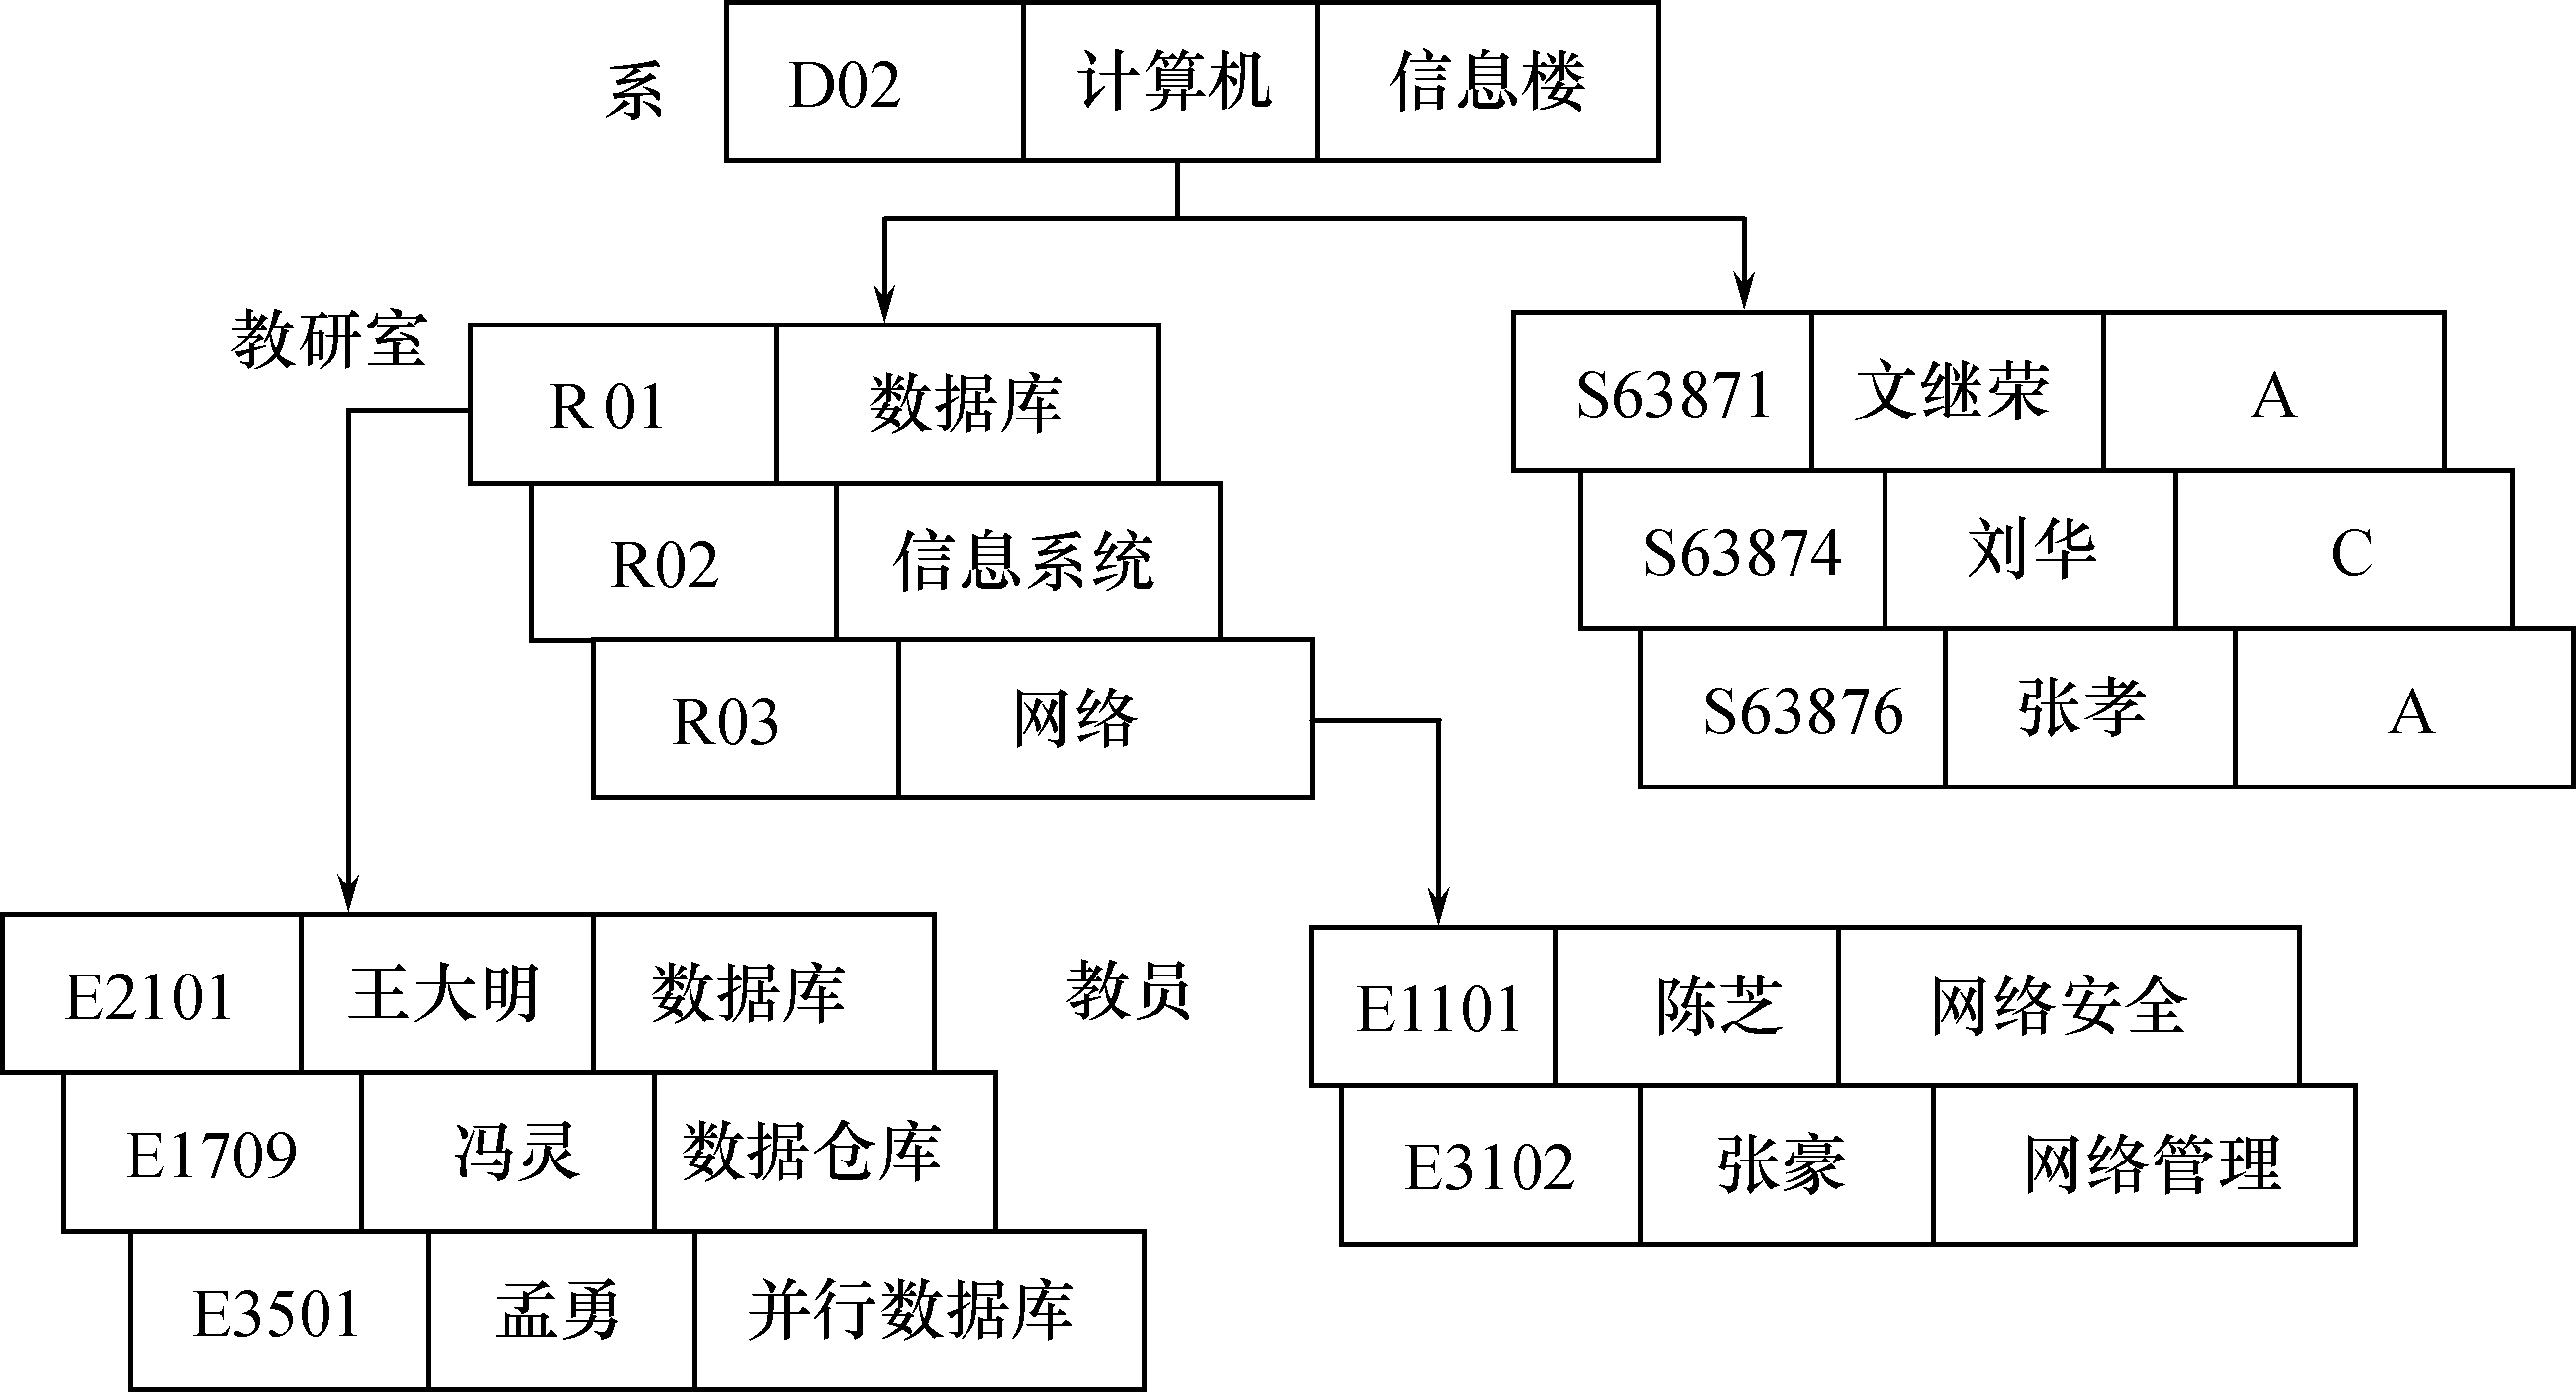 系 D02 计算机 信息楼
教研室
R 01 数据库
R02 信息系统
R03 网络
S63871 文继荣 A
S63874 刘华 C
S63876 张孝 A
E2101 王大明 数据库
E1709 冯灵 数据仓库
E3501 孟勇 并行数据库
教员
E1101 陈芝 网络安全
E3102 张豪 网络管理